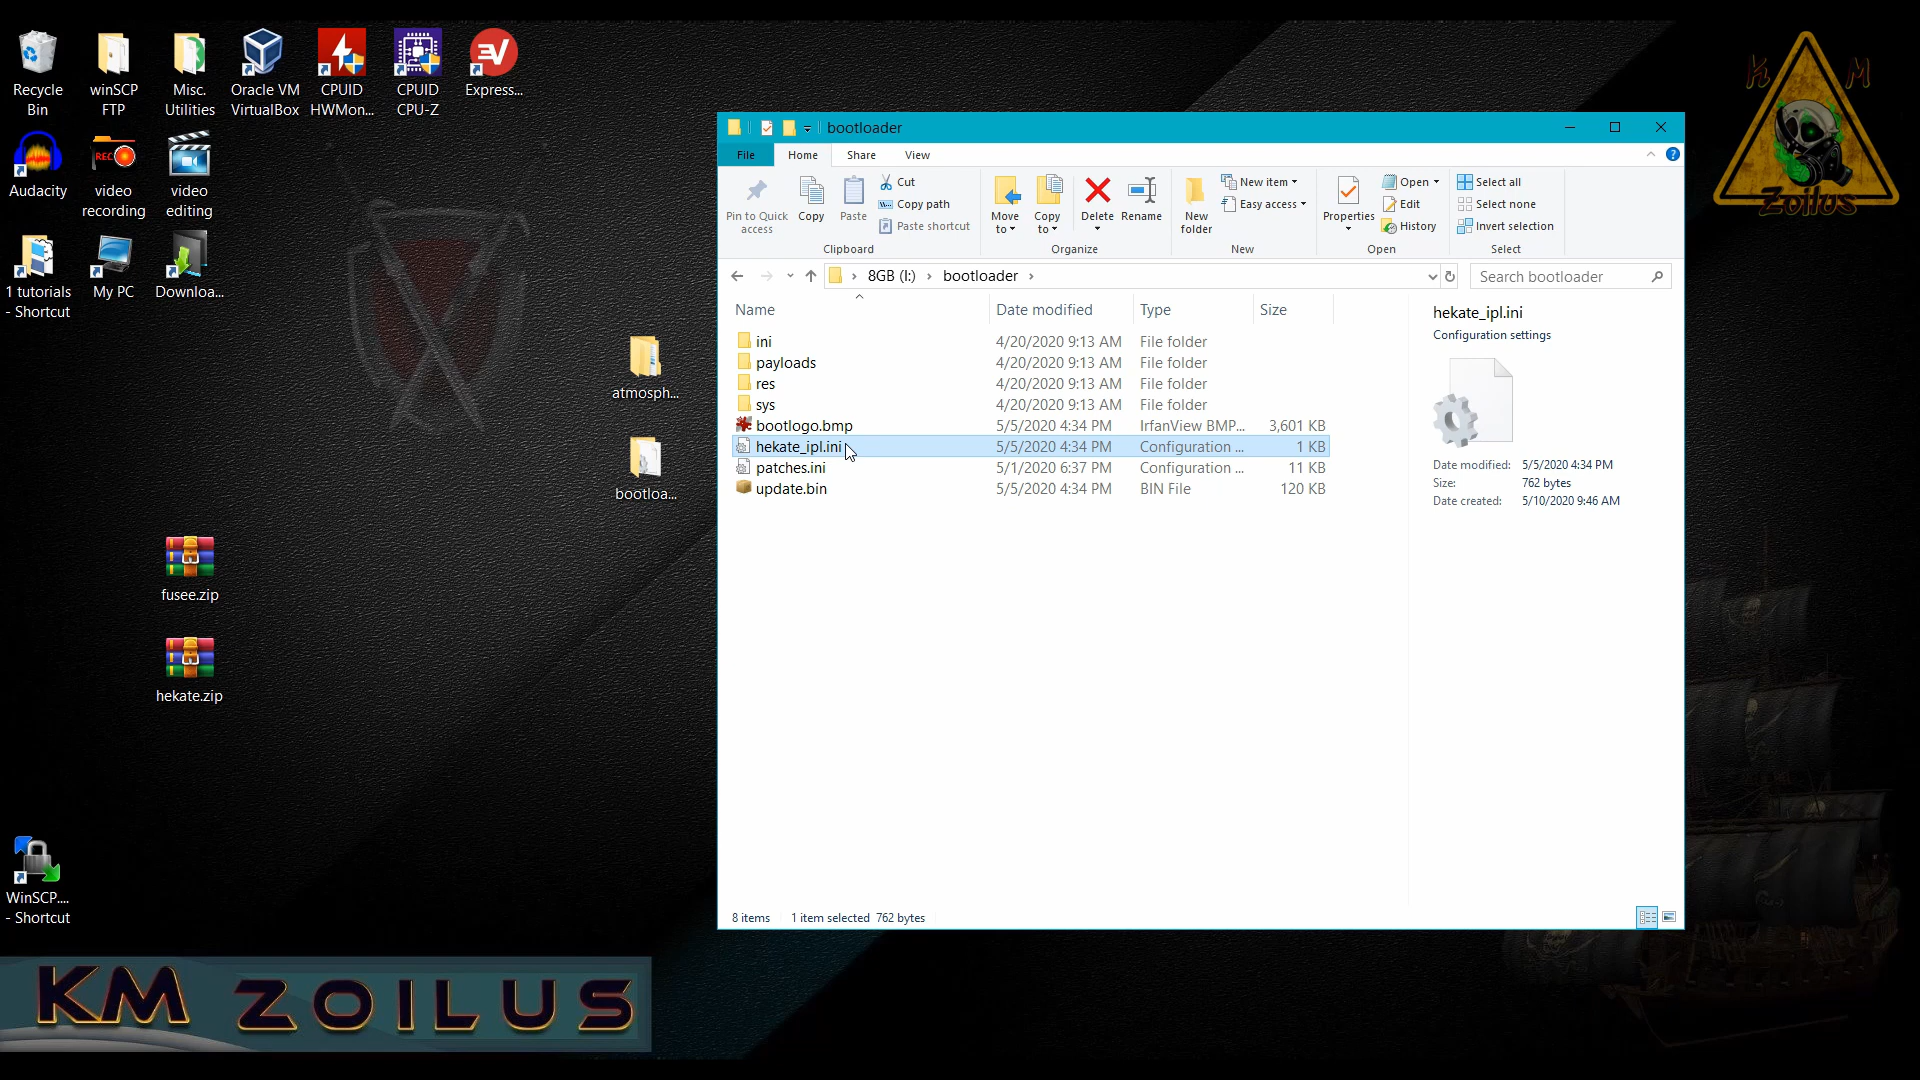 Recycle Bin
winSCP FTP
Misc. Utilities
Oracle VM VirtualBox
CPUID HWMon...
CPUID CPU-Z
Express...
Audacity
video recording
video editing
1 tutorials - Shortcut
My PC
Downloa...
atmosph...
bootloa...
fusee.zip
hekate.zip
WinSCP.... - Shortcut
KM ZOILUS
K M
Zoilus
REC
bootloader
File Home Share View
Pin to Quick access
Copy
Paste
Cut
Copy path
Paste shortcut
Clipboard
Move to
Copy to
Delete
Rename
Organize
New folder
New item
Easy access
New
Properties
Open
Edit
History
Open
Select all
Select none
Invert selection
Select
8GB (I:) bootloader
Search bootloader
Name Date modified Type Size
ini 4/20/2020 9:13 AM File folder
payloads 4/20/2020 9:13 AM File folder
res 4/20/2020 9:13 AM File folder
sys 4/20/2020 9:13 AM File folder
bootlogo.bmp 5/5/2020 4:34 PM IrfanView BMP... 3,601 KB
hekate_ipl.ini 5/5/2020 4:34 PM Configuration ... 1 KB
patches.ini 5/1/2020 6:37 PM Configuration ... 11 KB
update.bin 5/5/2020 4:34 PM BIN File 120 KB
hekate_ipl.ini
Configuration settings
Date modified: 5/5/2020 4:34 PM
Size: 762 bytes
Date created: 5/10/2020 9:46 AM
8 items 1 item selected 762 bytes